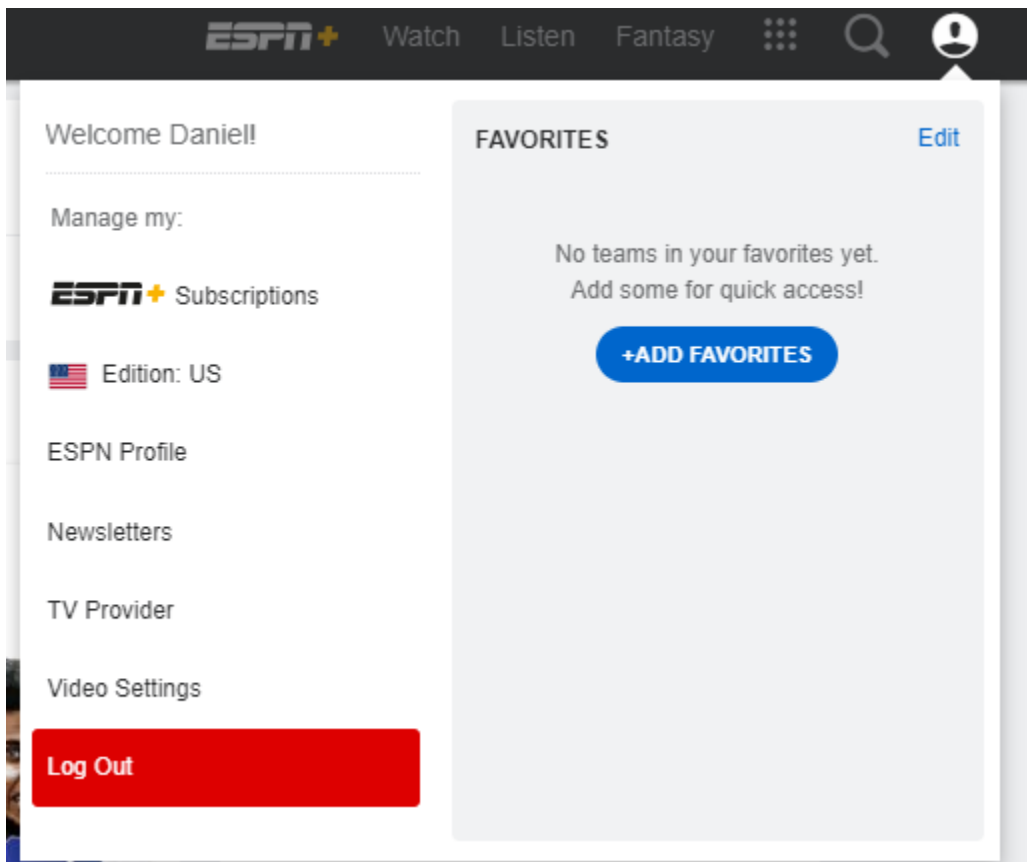 ESPN+ Watch Listen Fantasy
Welcome Daniel!
Manage my:
ESPN+ Subscriptions
Edition: US
ESPN Profile
Newsletters
TV Provider
Video Settings
Log Out
FAVORITES Edit
No teams in your favorites yet.
Add some for quick access!
+ADD FAVORITES